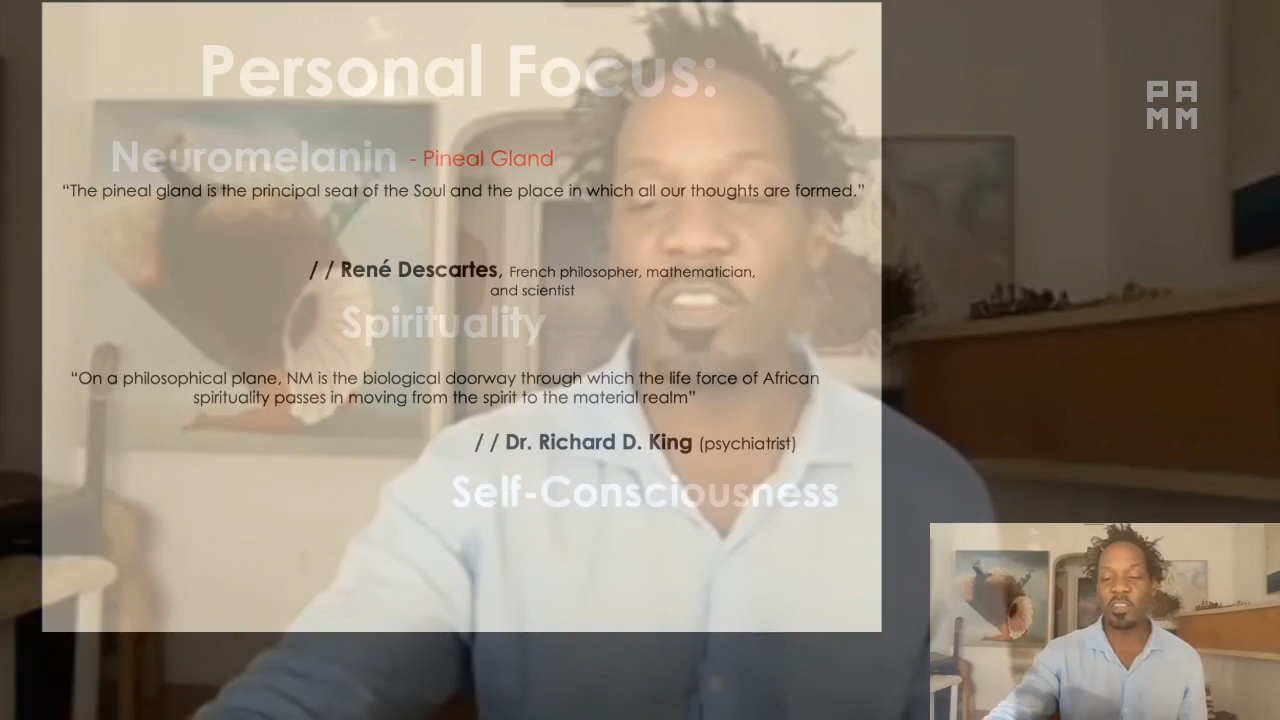 Personal Focus:
PA
MM
Neuromelanin - Pineal Gland
“The pineal gland is the principal seat of the Soul and the place in which all our thoughts are formed.”
/ / René Descartes, French philosopher, mathematician,
and scientist
Spirituality
“On a philosophical plane, NM is the biological doorway through which the life force of African
spirituality passes in moving from the spirit to the material realm”
/ / Dr. Richard D. King (psychiatrist)
Self-Consciousness